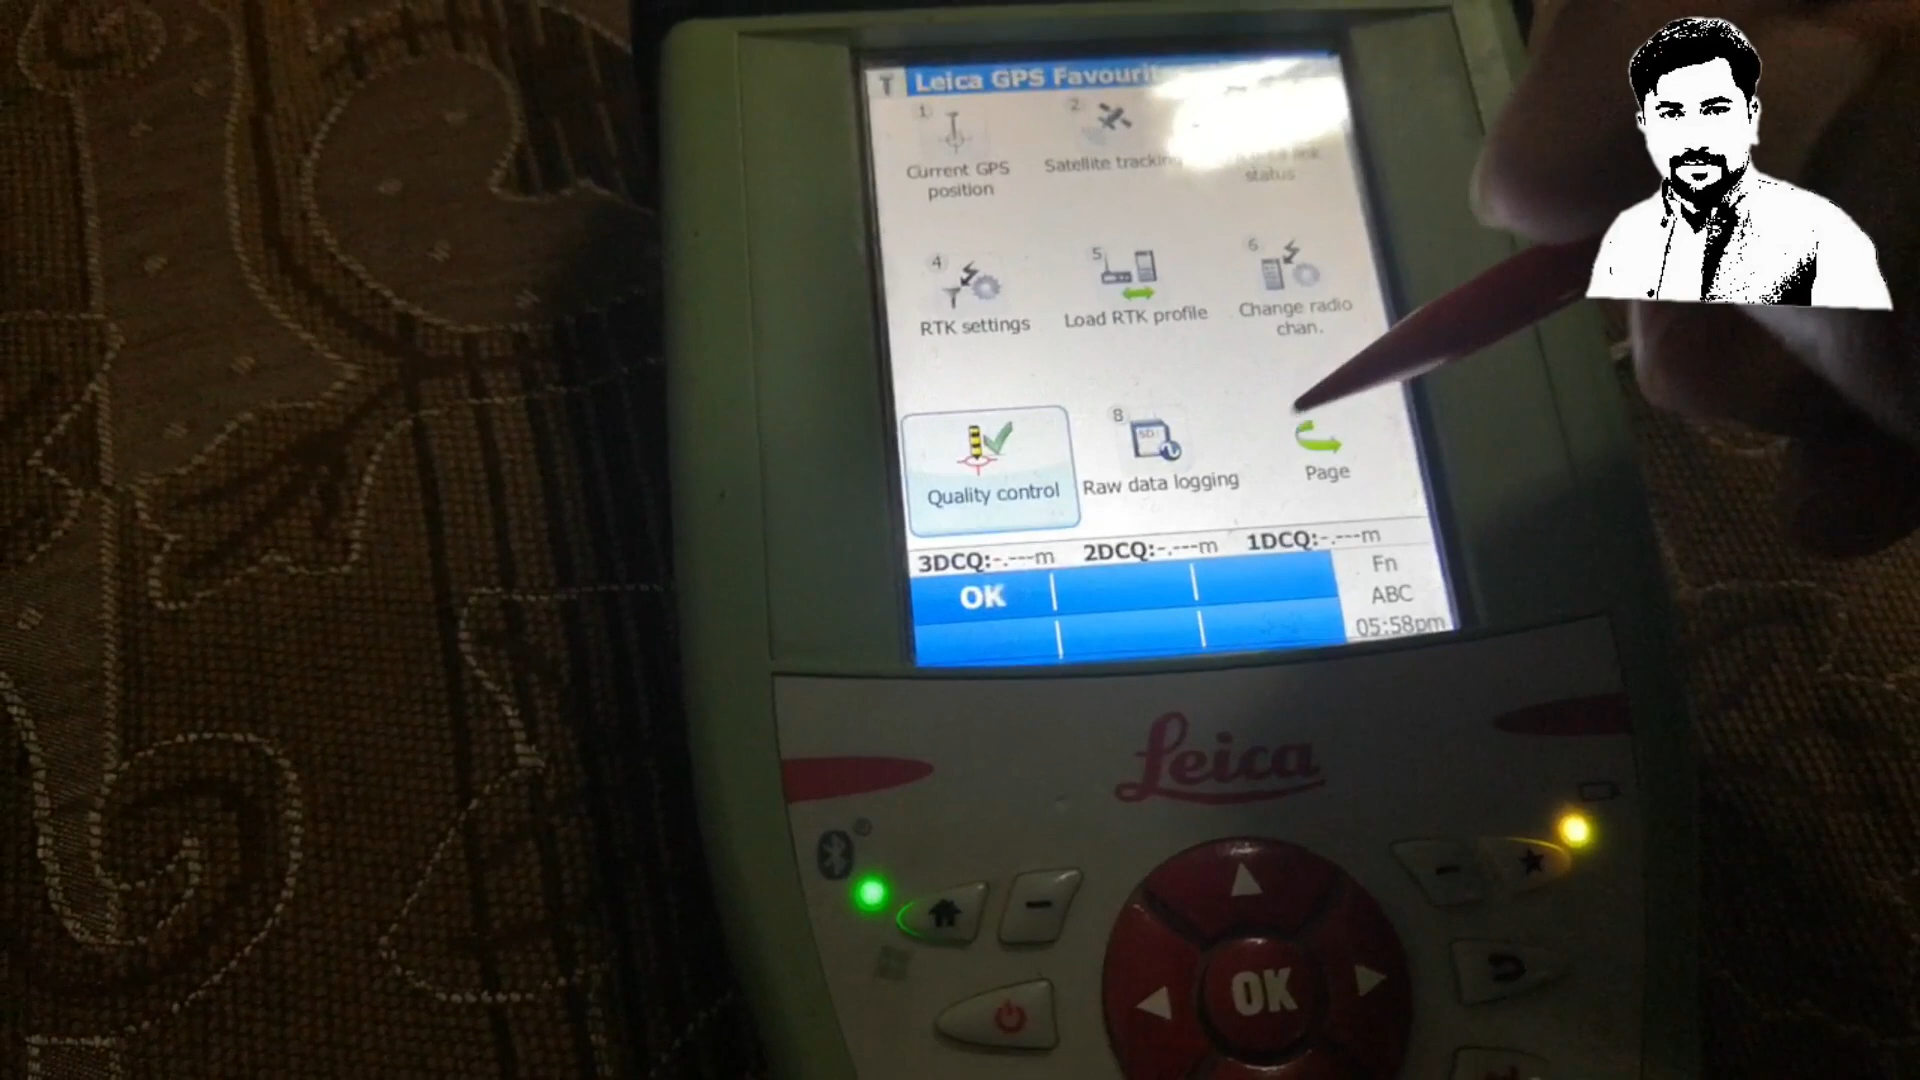 Leica GPS Favourit
1
2
Current GPS
position
Satellite trackin
status
4
5
6
RTK settings
Load RTK profile
Change radio
chan.
8
SD
Quality control
Raw data logging
Page
3DCQ:-.---m
2DCQ:-.---m
1DCQ:-.---m
OK
Fn
ABC
05:58pm
Leica
®
OK